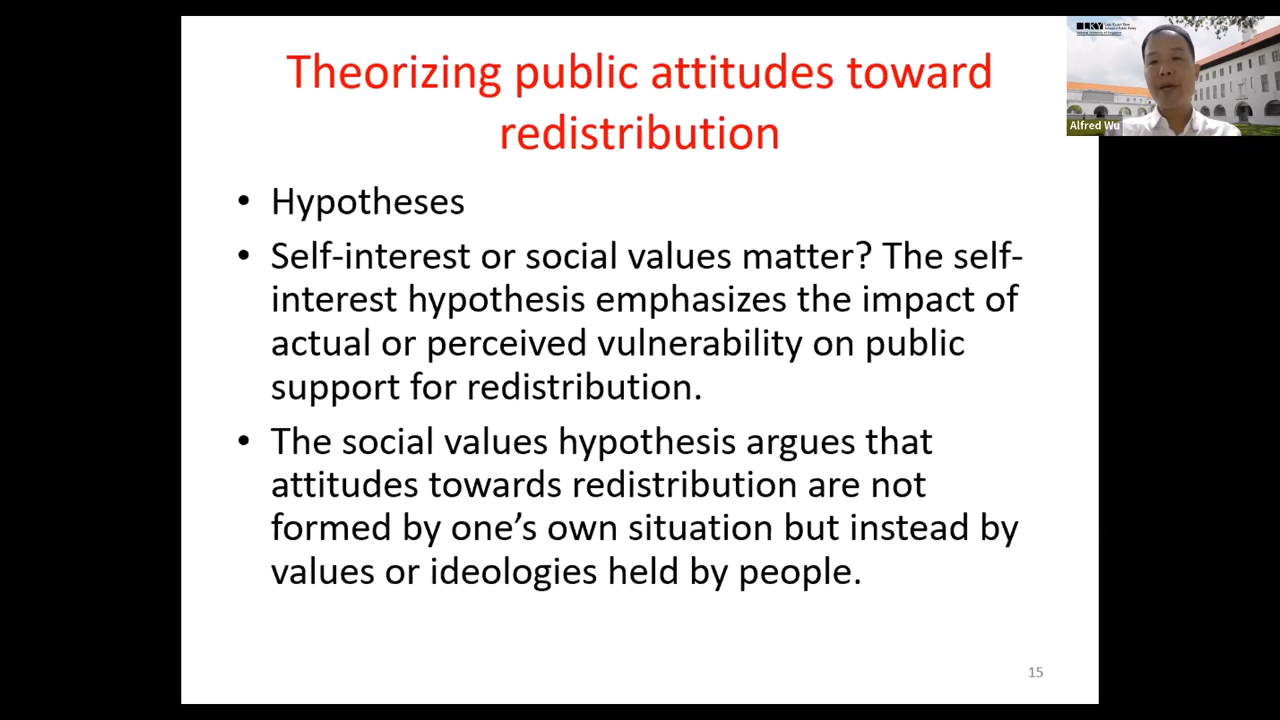 Theorizing public attitudes toward
redistribution
• Hypotheses
• Self-interest or social values matter? The self-
interest hypothesis emphasizes the impact of
actual or perceived vulnerability on public
support for redistribution.
• The social values hypothesis argues that
attitudes towards redistribution are not
formed by one’s own situation but instead by
values or ideologies held by people.
15
LKY
Alfred Wu